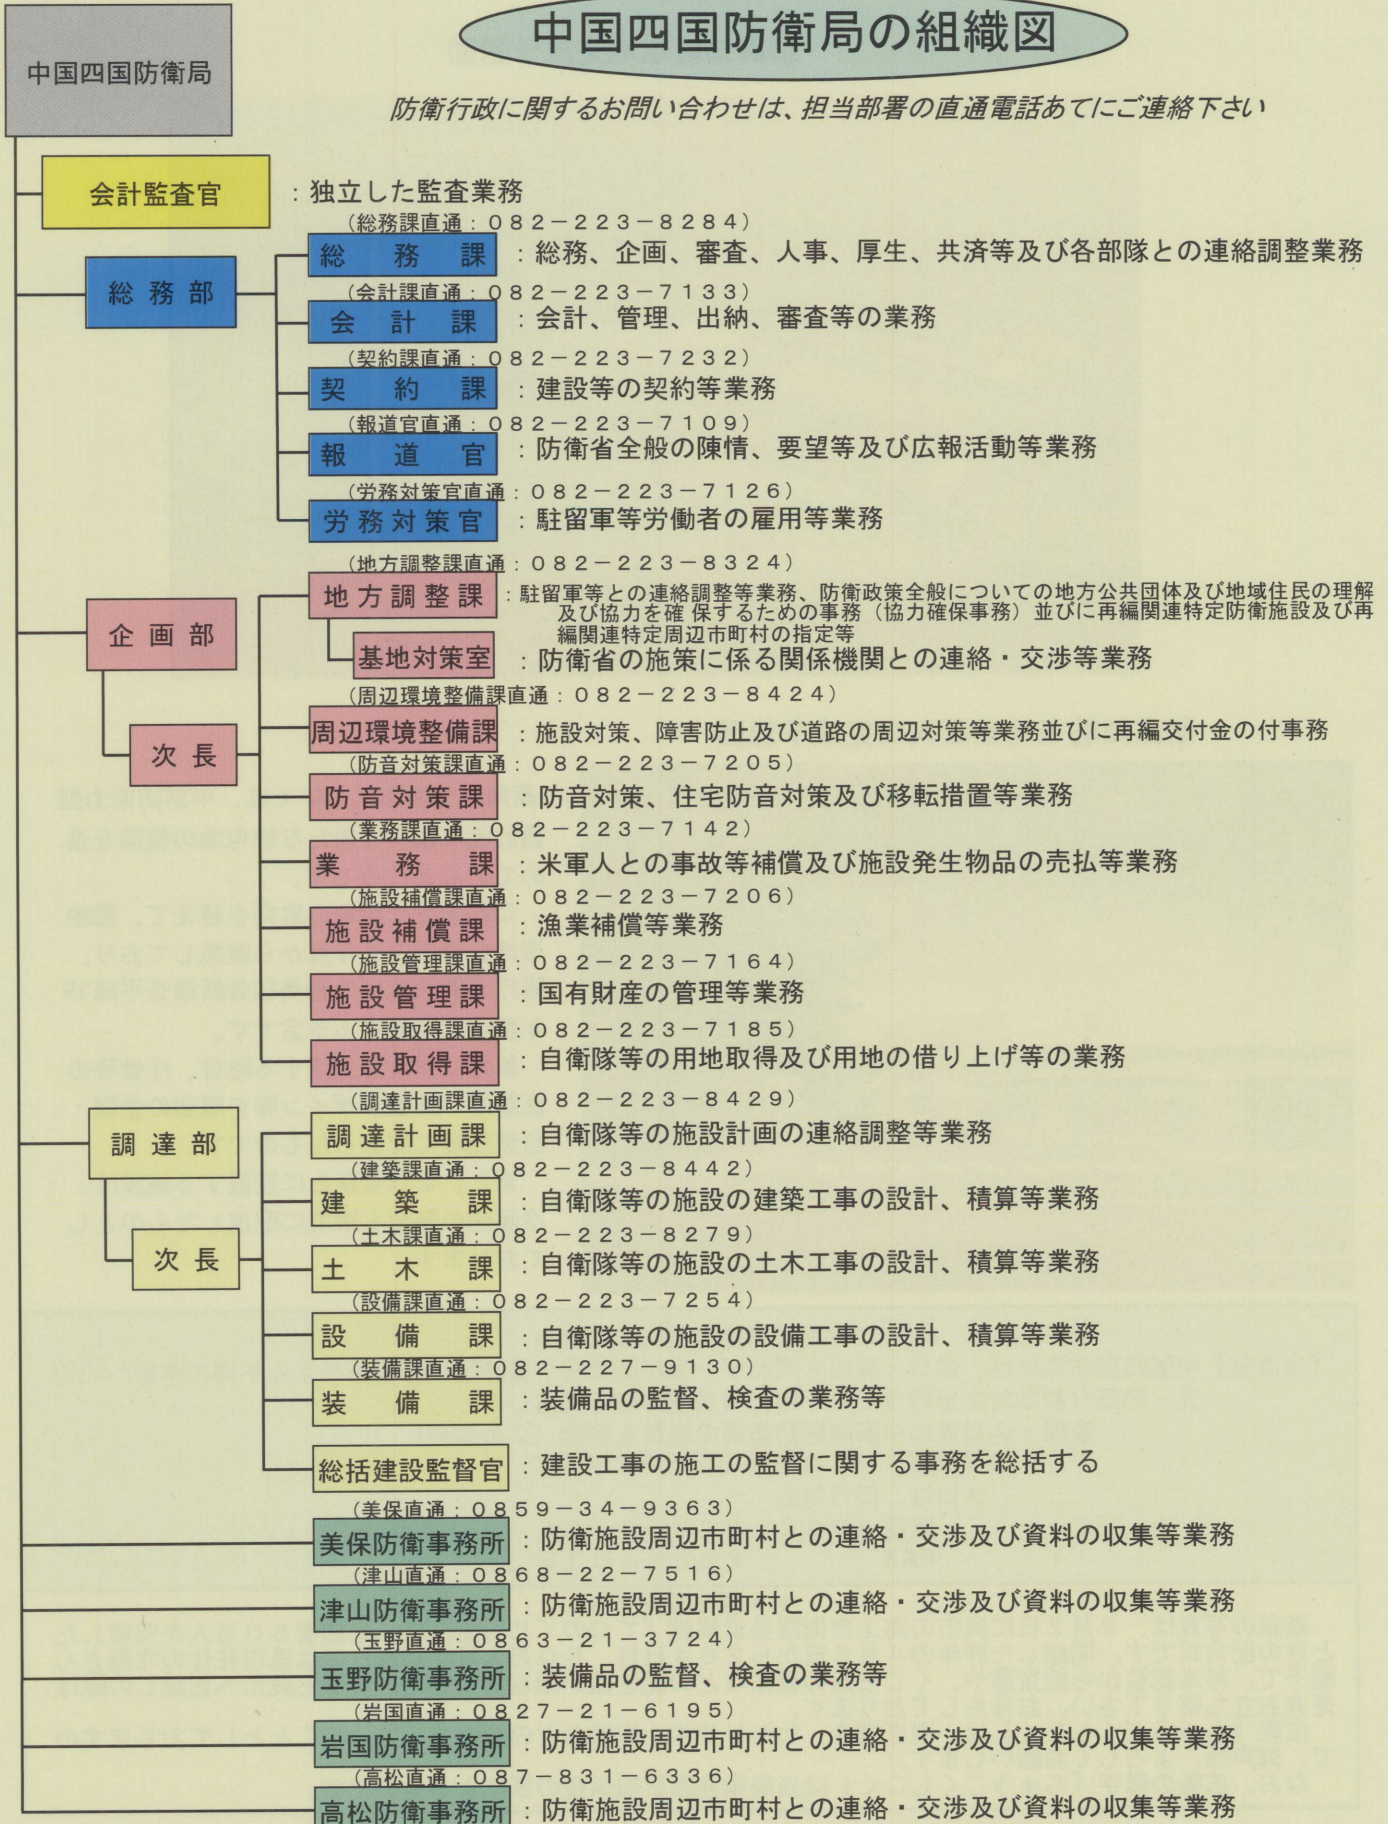 中国四国防衛局の組織図
中国四国防衛局
防衛行政に関するお問い合わせは、担当部署の直通電話あてにご連絡下さい
会計監査官 ：独立した監査業務
（総務課直通：０８２－２２３－８２８４）
総務部
総務課 ：総務、企画、審査、人事、厚生、共済等及び各部隊との連絡調整業務
（会計課直通：０８２－２２３－７１３３）
会計課 ：会計、管理、出納、審査等の業務
（契約課直通：０８２－２２３－７２３２）
契約課 ：建設等の契約等業務
（報道官直通：０８２－２２３－７１０９）
報道官 ：防衛省全般の陳情、要望等及び広報活動等業務
（労務対策官直通：０８２－２２３－７１２６）
労務対策官 ：駐留軍等労働者の雇用等業務
（地方調整課直通：０８２－２２３－８３２４）
企画部
地方調整課 ：駐留軍等との連絡調整等業務、防衛政策全般についての地方公共団体及び地域住民の理解
及び協力を確 保するための事務（協力確保事務）並びに再編関連特定防衛施設及び再
編関連特定周辺市町村の指定等
基地対策室 ：防衛省の施策に係る関係機関との連絡・交渉等業務
（周辺環境整備課直通：０８２－２２３－８４２４）
次長
周辺環境整備課 ：施設対策、障害防止及び道路の周辺対策等業務並びに再編交付金の付事務
（防音対策課直通：０８２－２２３－７２０５）
防音対策課 ：防音対策、住宅防音対策及び移転措置等業務
（業務課直通：０８２－２２３－７１４２）
業務課 ：米軍人との事故等補償及び施設発生物品の売払等業務
（施設補償課直通：０８２－２２３－７２０６）
施設補償課 ：漁業補償等業務
（施設管理課直通：０８２－２２３－７１６４）
施設管理課 ：国有財産の管理等業務
（施設取得課直通：０８２－２２３－７１８５）
施設取得課 ：自衛隊等の用地取得及び用地の借り上げ等の業務
（調達計画課直通：０８２－２２３－８４２９）
調達部
調達計画課 ：自衛隊等の施設計画の連絡調整等業務
（建築課直通：０８２－２２３－８４４２）
建築課 ：自衛隊等の施設の建築工事の設計、積算等業務
（土木課直通：０８２－２２３－８２７９）
次長
土木課 ：自衛隊等の施設の土木工事の設計、積算等業務
（設備課直通：０８２－２２３－７２５４）
設備課 ：自衛隊等の施設の設備工事の設計、積算等業務
（装備課直通：０８２－２２７－９１３０）
装備課 ：装備品の監督、検査の業務等
総括建設監督官 ：建設工事の施工の監督に関する事務を総括する
（美保直通：０８５９－３４－９３６３）
美保防衛事務所 ：防衛施設周辺市町村との連絡・交渉及び資料の収集等業務
（津山直通：０８６８－２２－７５１６）
津山防衛事務所 ：防衛施設周辺市町村との連絡・交渉及び資料の収集等業務
（玉野直通：０８６３－２１－３７２４）
玉野防衛事務所 ：装備品の監督、検査の業務等
（岩国直通：０８２７－２１－６１９５）
岩国防衛事務所 ：防衛施設周辺市町村との連絡・交渉及び資料の収集等業務
（高松直通：０８７－８３１－６３３６）
高松防衛事務所 ：防衛施設周辺市町村との連絡・交渉及び資料の収集等業務